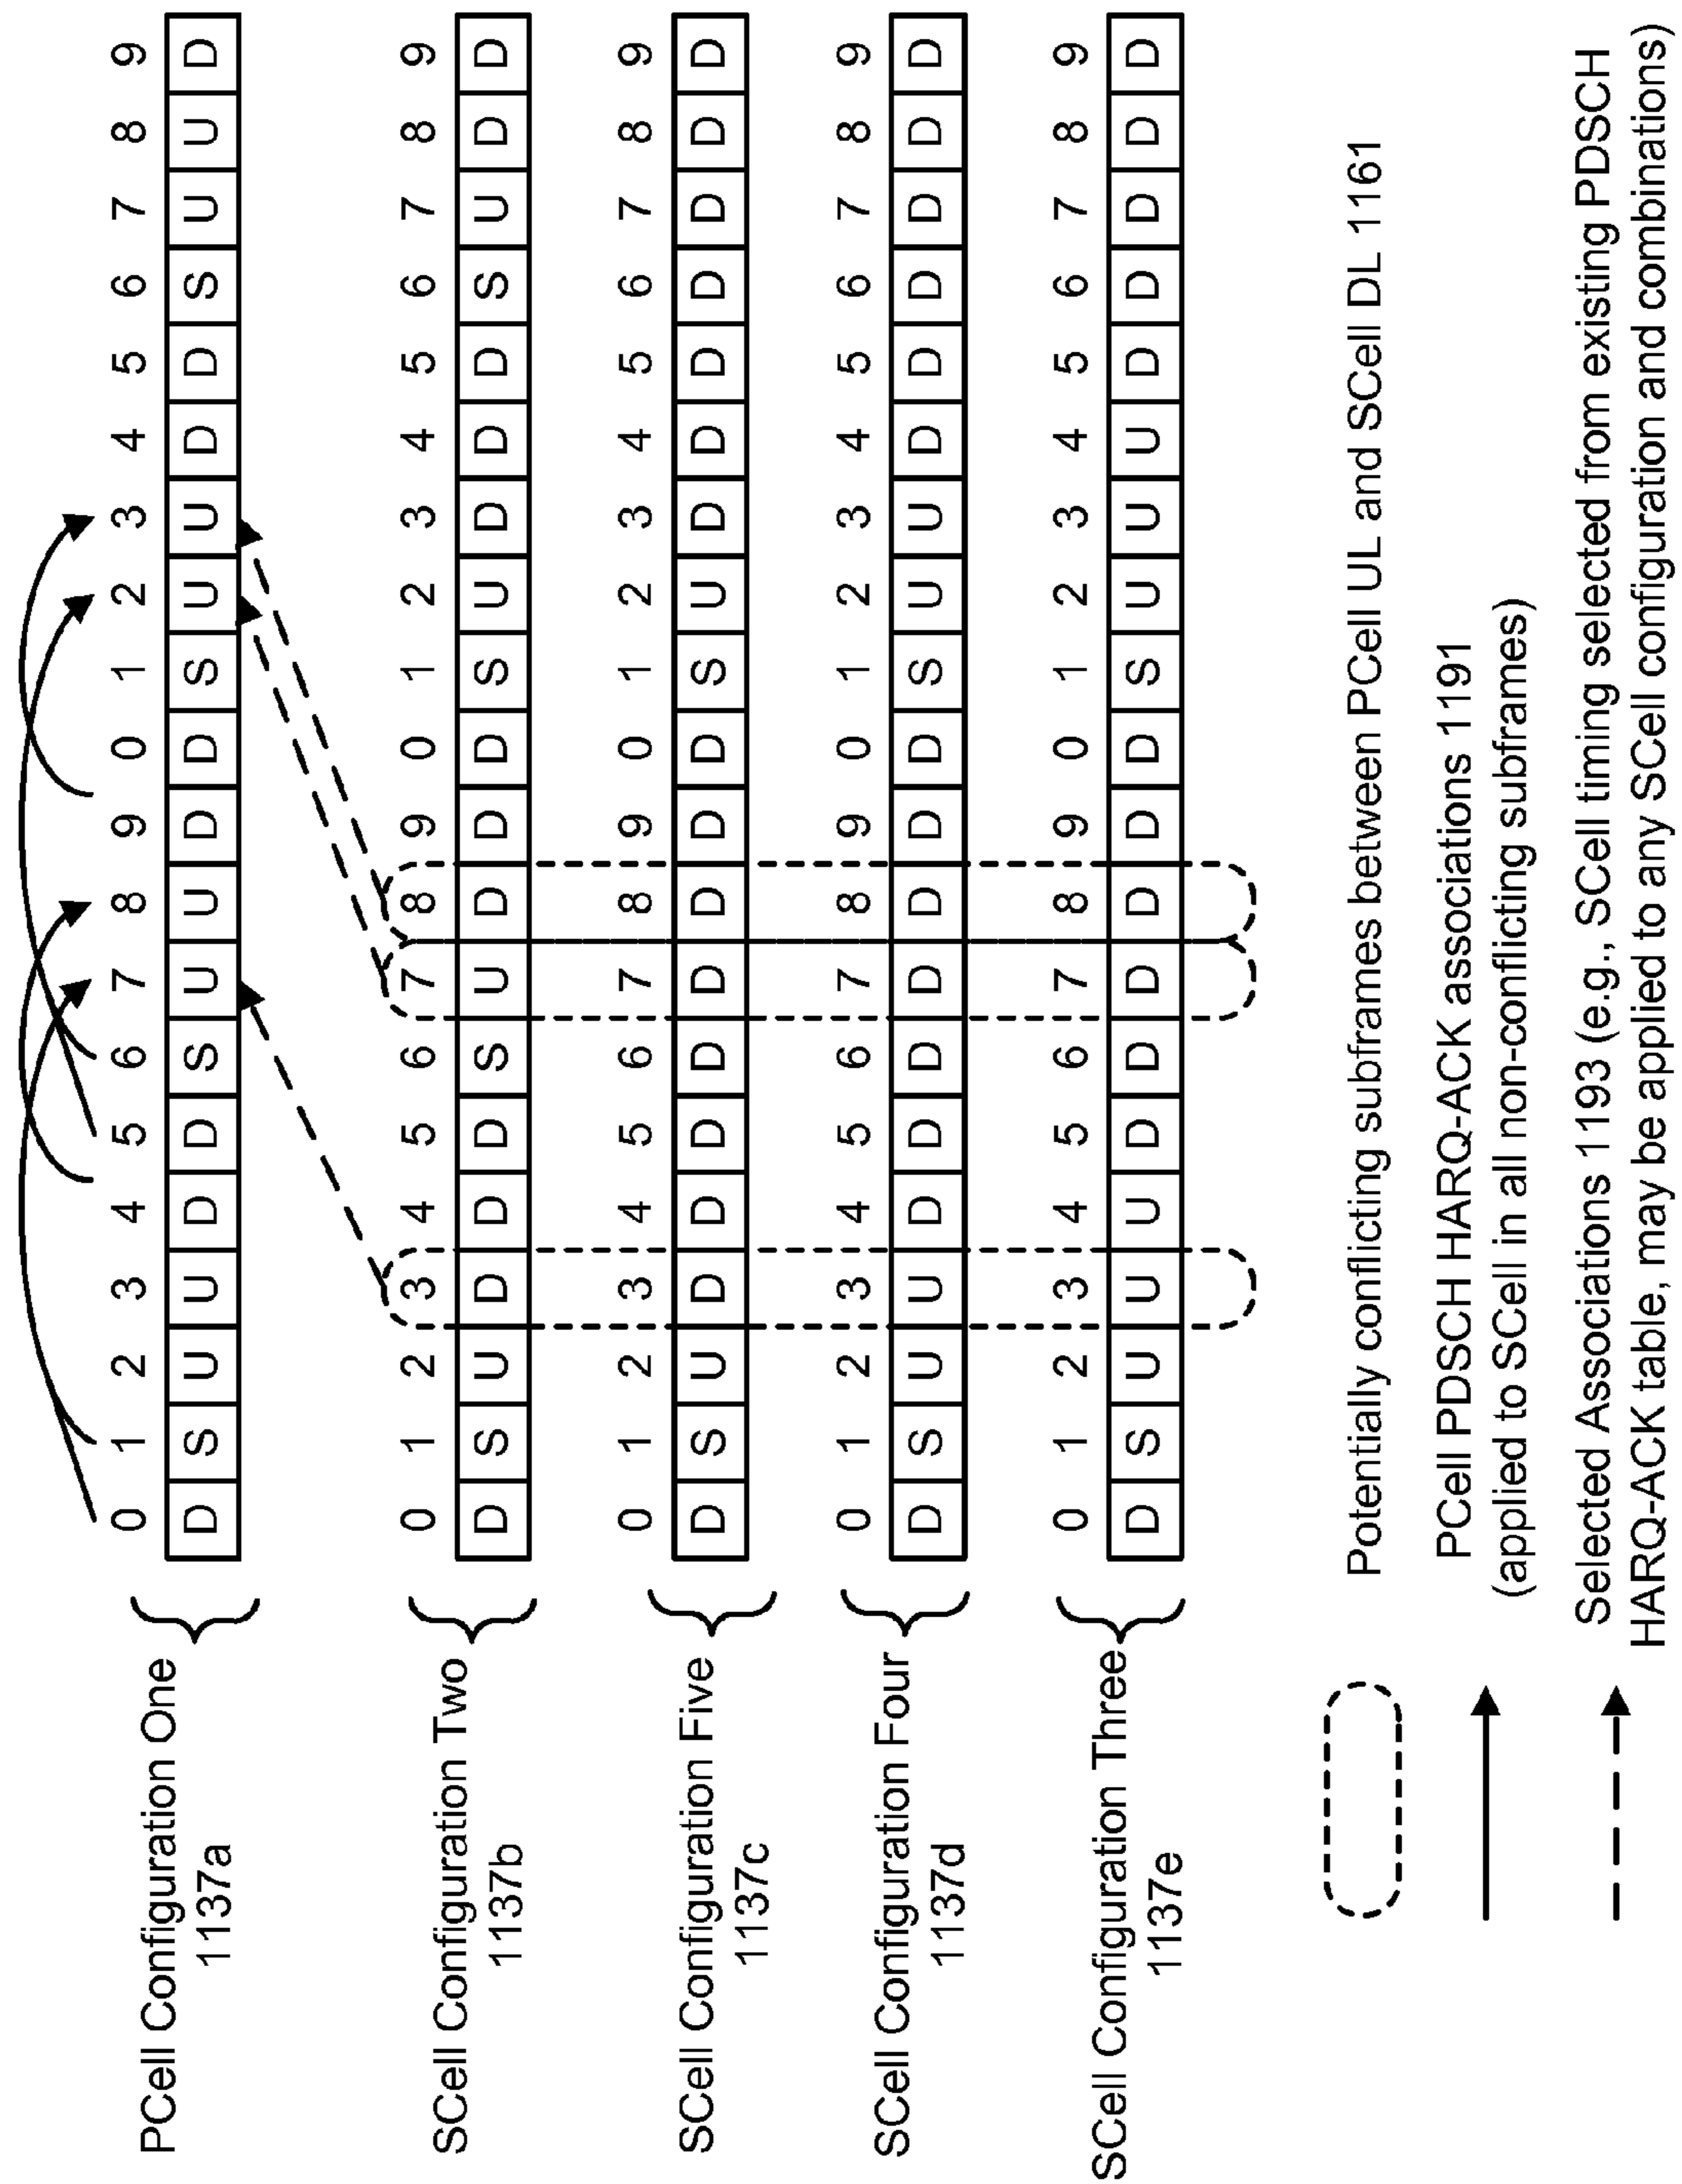 0 1 2 3 4 5 6 7 8 9 0 1 2 3 4 5 6 7 8 9
PCell Configuration One
1137a
D S U U D D S U U D D S U U D D S U U D
0 1 2 3 4 5 6 7 8 9 0 1 2 3 4 5 6 7 8 9
SCell Configuration Two
1137b
D S U D D D S U D D D S U D D D S U D D
0 1 2 3 4 5 6 7 8 9 0 1 2 3 4 5 6 7 8 9
SCell Configuration Five
1137c
D S U D D D D D D D D S U D D D D D D D
0 1 2 3 4 5 6 7 8 9 0 1 2 3 4 5 6 7 8 9
SCell Configuration Four
1137d
D S U U D D D D D D D S U U D D D D D D
0 1 2 3 4 5 6 7 8 9 0 1 2 3 4 5 6 7 8 9
SCell Configuration Three
1137e
D S U U U D D D D D D S U U U D D D D D
Potentially conflicting subframes between PCell UL and SCell DL 1161
PCell PDSCH HARQ-ACK associations 1191
(applied to SCell in all non-conflicting subframes)
Selected Associations 1193 (e.g., SCell timing selected from existing PDSCH
HARQ-ACK table, may be applied to any SCell configuration and combinations)